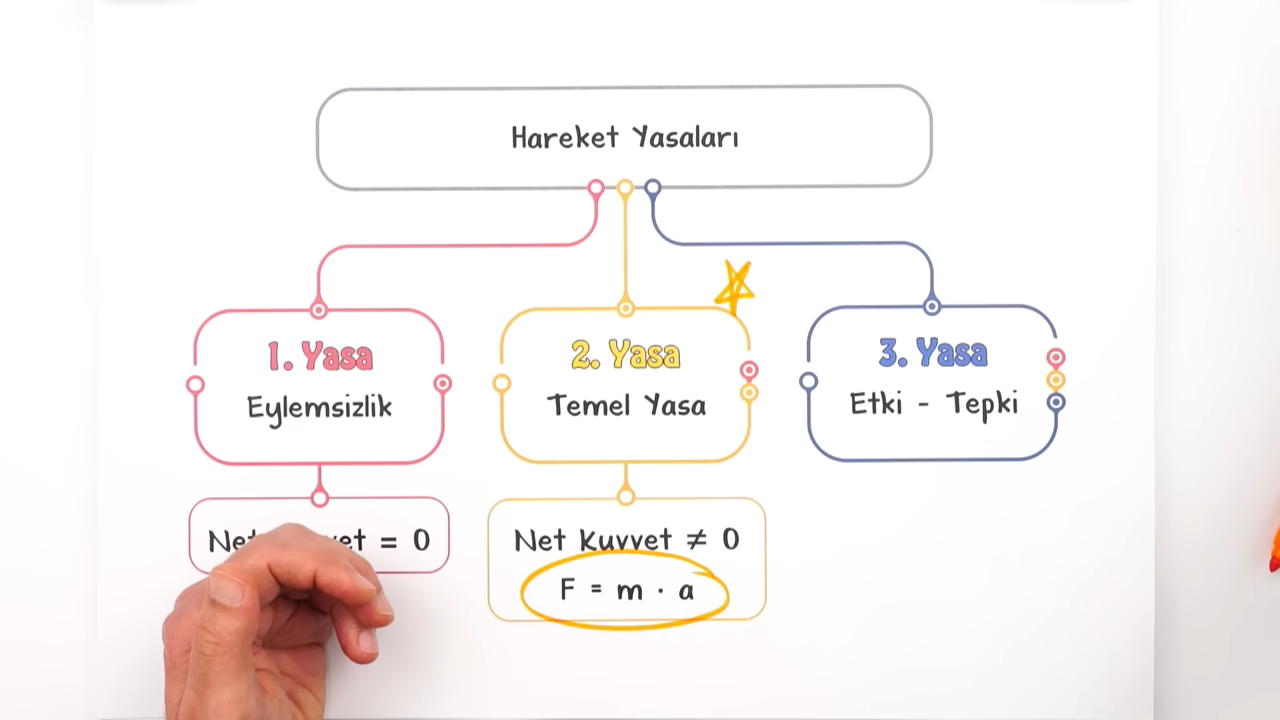 Hareket Yasaları
1. Yasa
Eylemsizlik
2. Yasa
Temel Yasa
3. Yasa
Etki - Tepki
= 0
Net Kuvvet ≠ 0
F = m · a